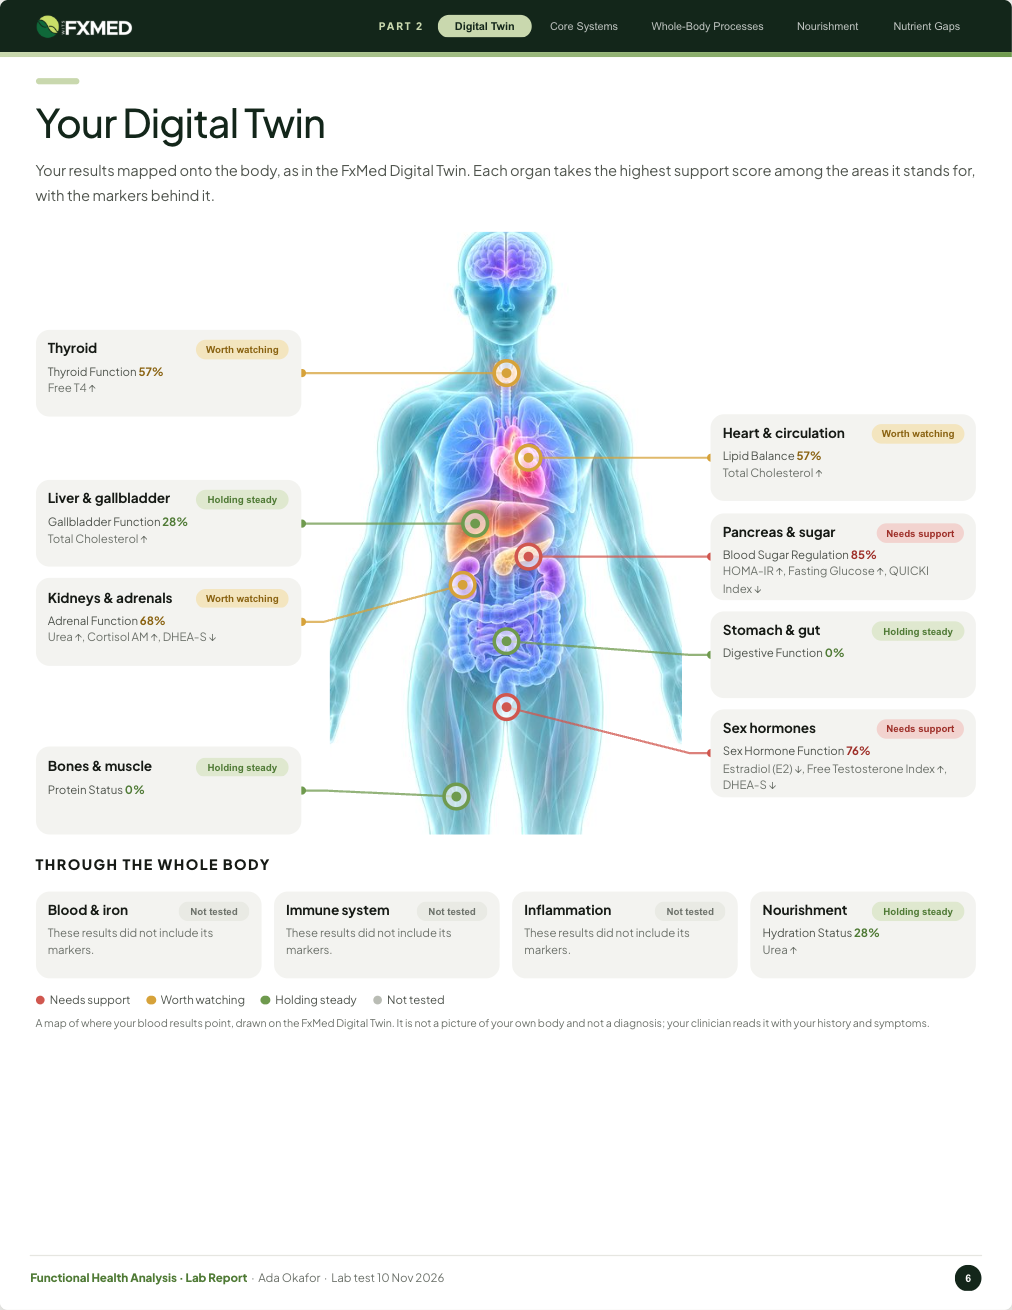 FXMED
PART 2
Digital Twin
Core Systems
Whole-Body Processes
Nourishment
Nutrient Gaps
Your Digital Twin
Your results mapped onto the body, as in the FxMed Digital Twin. Each organ takes the highest support score among the areas it stands for,
with the markers behind it.
Thyroid
Worth watching
Thyroid Function 57%
Free T4 ↑
Heart & circulation
Worth watching
Lipid Balance 57%
Total Cholesterol ↑
Liver & gallbladder
Holding steady
Gallbladder Function 28%
Total Cholesterol ↑
Pancreas & sugar
Needs support
Blood Sugar Regulation 85%
HOMA-IR ↑, Fasting Glucose ↑, QUICKI
Index ↓
Kidneys & adrenals
Worth watching
Adrenal Function 68%
Urea ↑, Cortisol AM ↑, DHEA-S ↓
Stomach & gut
Holding steady
Digestive Function 0%
Sex hormones
Needs support
Sex Hormone Function 76%
Estradiol (E2) ↓, Free Testosterone Index ↑,
DHEA-S ↓
Bones & muscle
Holding steady
Protein Status 0%
THROUGH THE WHOLE BODY
Blood & iron
Not tested
These results did not include its
markers.
Immune system
Not tested
These results did not include its
markers.
Inflammation
Not tested
These results did not include its
markers.
Nourishment
Holding steady
Hydration Status 28%
Urea ↑
Needs support
Worth watching
Holding steady
Not tested
A map of where your blood results point, drawn on the FxMed Digital Twin. It is not a picture of your own body and not a diagnosis; your clinician reads it with your history and symptoms.
Functional Health Analysis · Lab Report · Ada Okafor · Lab test 10 Nov 2026
6